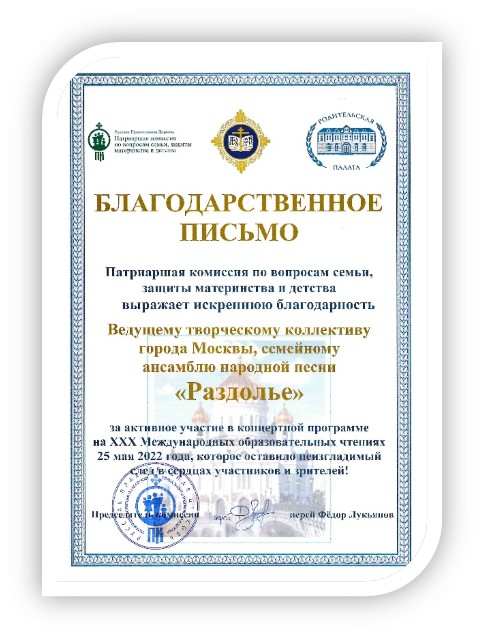 Русская Православная Церковь
Патриаршая комиссия
по вопросам семьи, защиты
материнства и детства
РОДИТЕЛЬСКАЯ
ПАЛАТА
БЛАГОДАРСТВЕННОЕ
ПИСЬМО
Патриаршая комиссия по вопросам семьи,
защиты материнства и детства
выражает искреннюю благодарность
Ведущему творческому коллективу
города Москвы, семейному
ансамблю народной песни
«Раздолье»
за активное участие в концертной программе
на XXX Международных образовательных чтениях
25 мая 2022 года, которое оставило неизгладимый
след в сердцах участников и зрителей!
Председатель комиссии иерей Фёдор Лукьянов